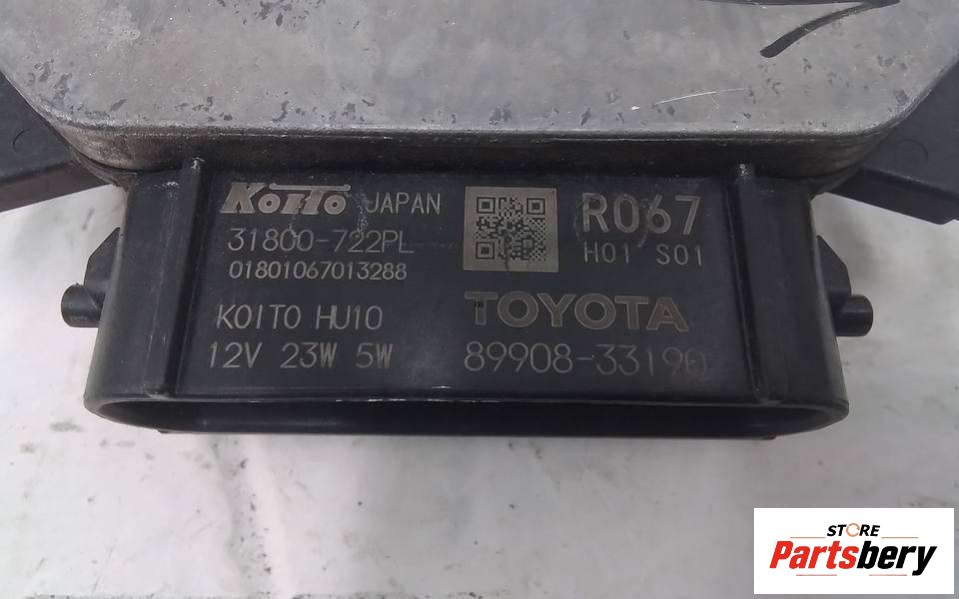 KOITO JAPAN
31800-722PL
01801067013288
KOITO HU10
12V 23W 5W
R067
H01 S01
TOYOTA
89908-33190
STORE
Partsbery